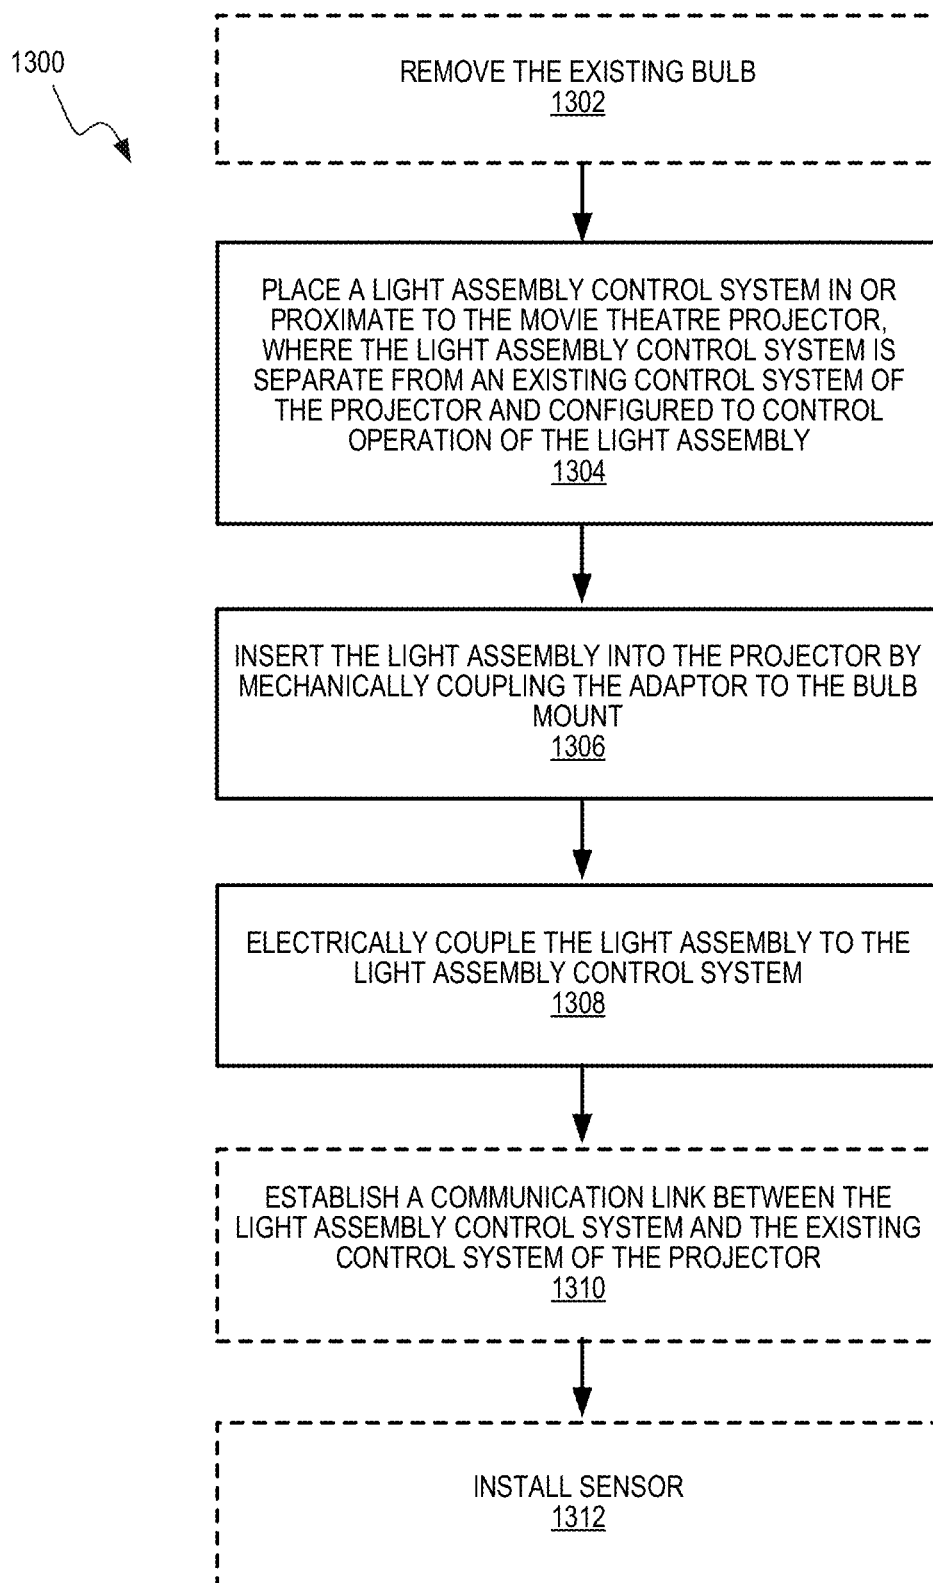 1300
REMOVE THE EXISTING BULB
1302
PLACE A LIGHT ASSEMBLY CONTROL SYSTEM IN OR
PROXIMATE TO THE MOVIE THEATRE PROJECTOR,
WHERE THE LIGHT ASSEMBLY CONTROL SYSTEM IS
SEPARATE FROM AN EXISTING CONTROL SYSTEM OF
THE PROJECTOR AND CONFIGURED TO CONTROL
OPERATION OF THE LIGHT ASSEMBLY
1304
INSERT THE LIGHT ASSEMBLY INTO THE PROJECTOR BY
MECHANICALLY COUPLING THE ADAPTOR TO THE BULB
MOUNT
1306
ELECTRICALLY COUPLE THE LIGHT ASSEMBLY TO THE
LIGHT ASSEMBLY CONTROL SYSTEM
1308
ESTABLISH A COMMUNICATION LINK BETWEEN THE
LIGHT ASSEMBLY CONTROL SYSTEM AND THE EXISTING
CONTROL SYSTEM OF THE PROJECTOR
1310
INSTALL SENSOR
1312